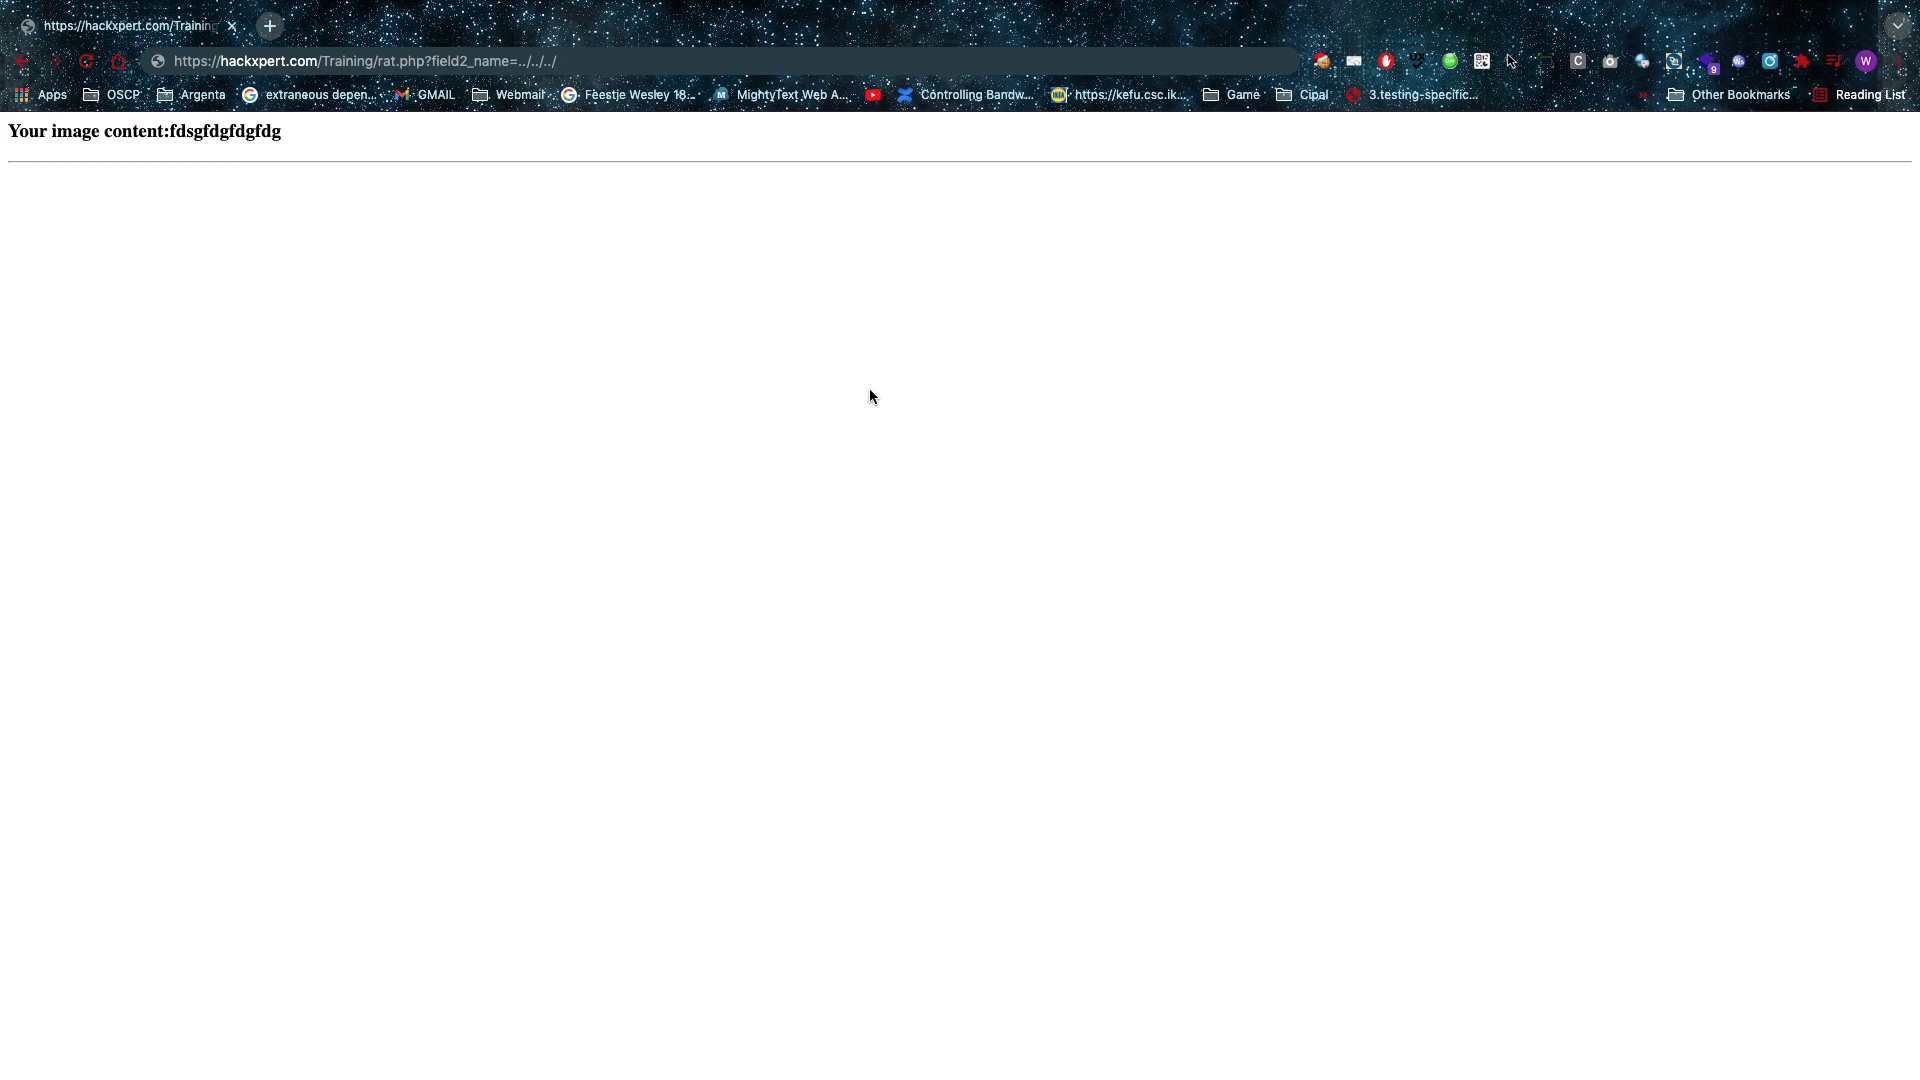 https://hackxpert.com/Training
https://hackxpert.com/Training/rat.php?field2_name=../../../
9
W
Apps OSCP Argenta extraneous depen... GMAIL Webmail Feestje Wesley 18... MightyText Web A... Controlling Bandw... https://kefu.csc.ik... Game Cipal 3.testing-specific... » Other Bookmarks Reading List
Your image content:fdsgfdgfdgfdg